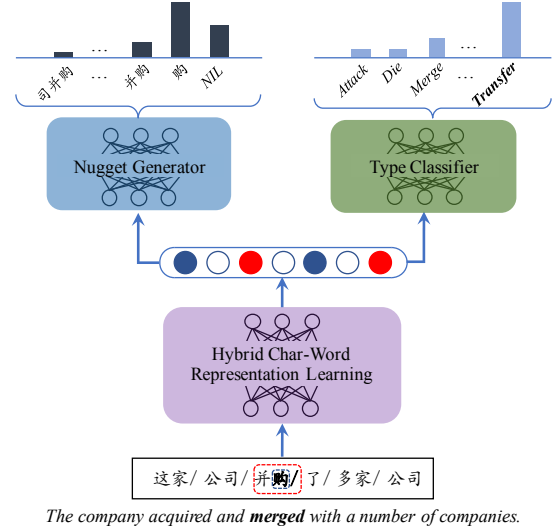 司并购 … 并购 购 NIL
Attack Die Merge … Transfer
Nugget Generator
Type Classifier
Hybrid Char-Word
Representation Learning
这家/ 公司/ 并购/ 了/ 多家/ 公司
The company acquired and merged with a number of companies.